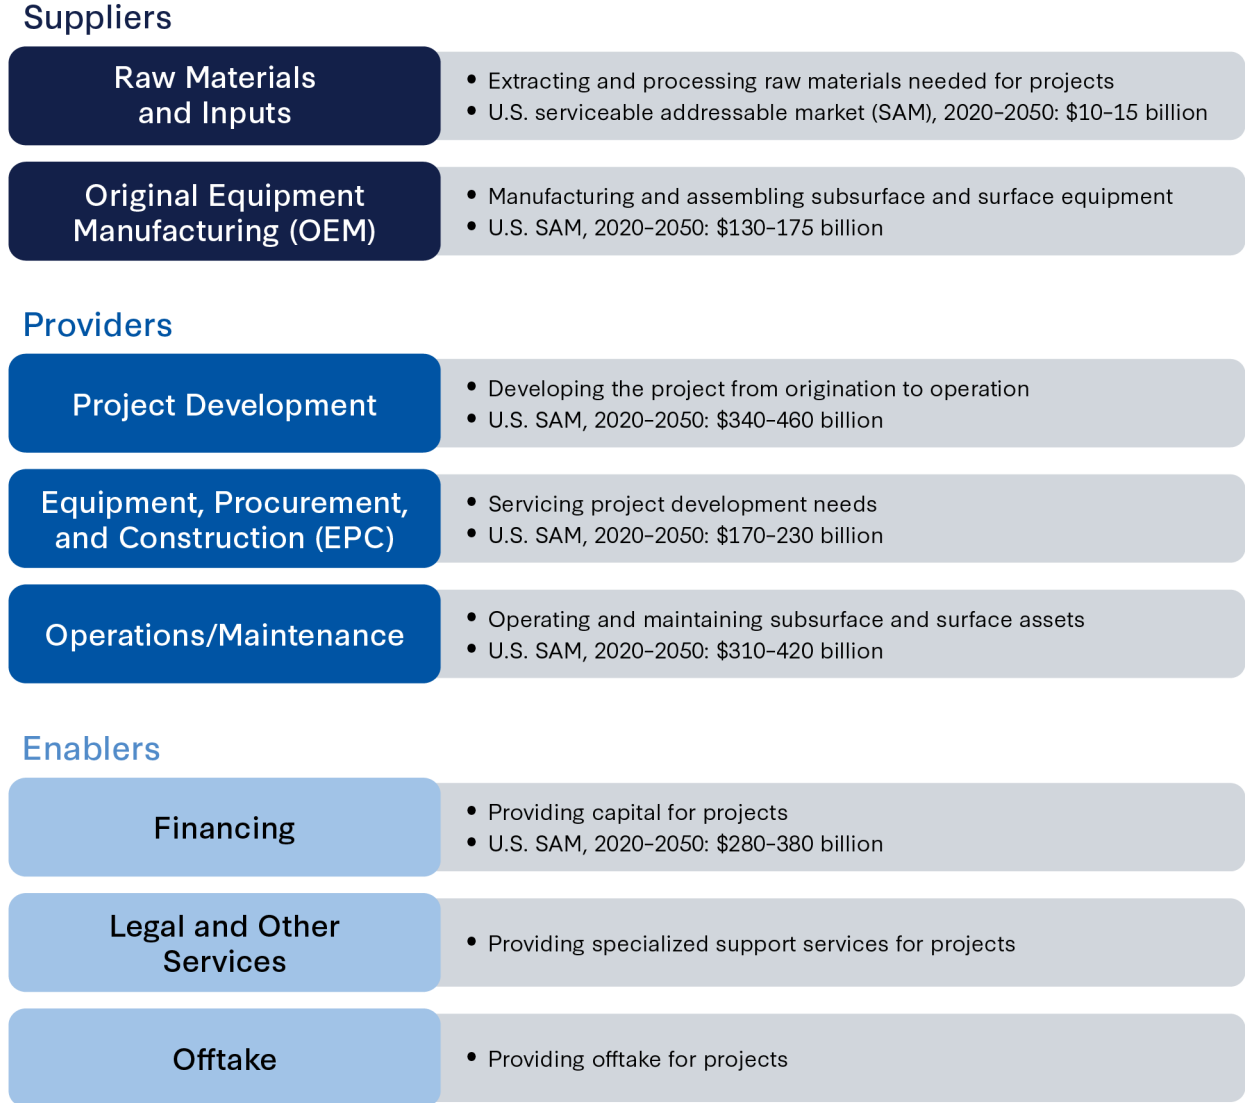 Suppliers
Raw Materials
and Inputs
• Extracting and processing raw materials needed for projects
• U.S. serviceable addressable market (SAM), 2020–2050: $10–15 billion
Original Equipment
Manufacturing (OEM)
• Manufacturing and assembling subsurface and surface equipment
• U.S. SAM, 2020–2050: $130–175 billion
Providers
Project Development
• Developing the project from origination to operation
• U.S. SAM, 2020–2050: $340–460 billion
Equipment, Procurement,
and Construction (EPC)
• Servicing project development needs
• U.S. SAM, 2020–2050: $170–230 billion
Operations/Maintenance
• Operating and maintaining subsurface and surface assets
• U.S. SAM, 2020–2050: $310–420 billion
Enablers
Financing
• Providing capital for projects
• U.S. SAM, 2020–2050: $280–380 billion
Legal and Other
Services
• Providing specialized support services for projects
Offtake
• Providing offtake for projects